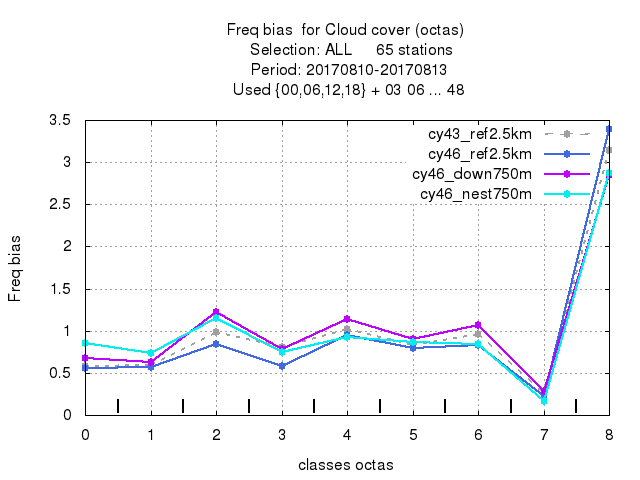 Freq bias  for Cloud cover (octas)
Selection: ALL     65 stations
Period: 20170810-20170813
Used {00,06,12,18} + 03 06 ... 48
3.5
3
2.5
2
1.5
1
0.5
0
Freq bias
cy43_ref2.5km
cy46_ref2.5km
cy46_down750m
cy46_nest750m
0 1 2 3 4 5 6 7 8
classes octas